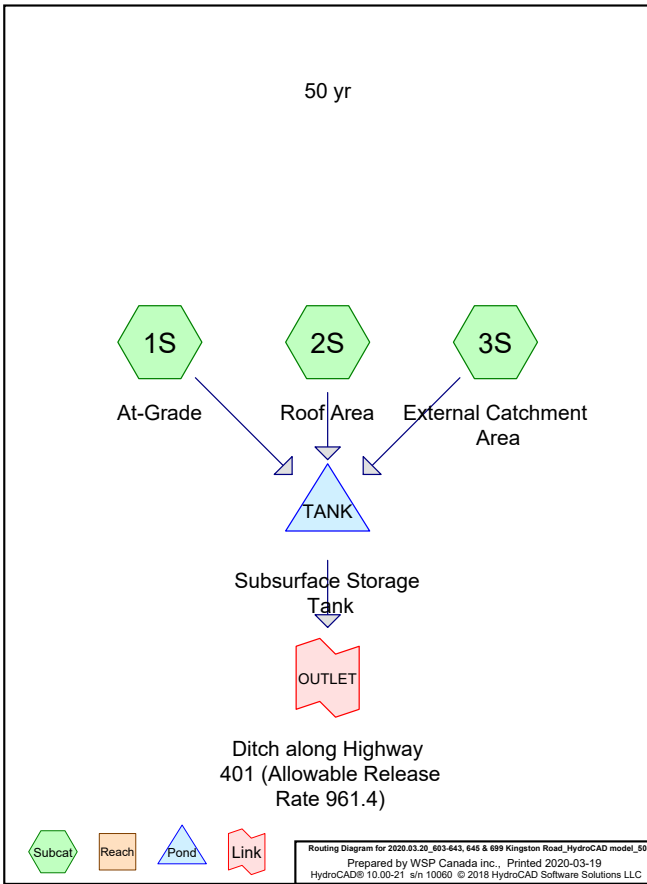 50 yr
1S
2S
3S
At-Grade
Roof Area
External Catchment
Area
TANK
Subsurface Storage
Tank
OUTLET
Ditch along Highway
401 (Allowable Release
Rate 961.4)
Subcat
Reach
Pond
Link
Routing Diagram for 2020.03.20_603-643, 645 & 699 Kingston Road_HydroCAD model_50
Prepared by WSP Canada inc., Printed 2020-03-19
HydroCAD® 10.00-21 s/n 10060 © 2018 HydroCAD Software Solutions LLC